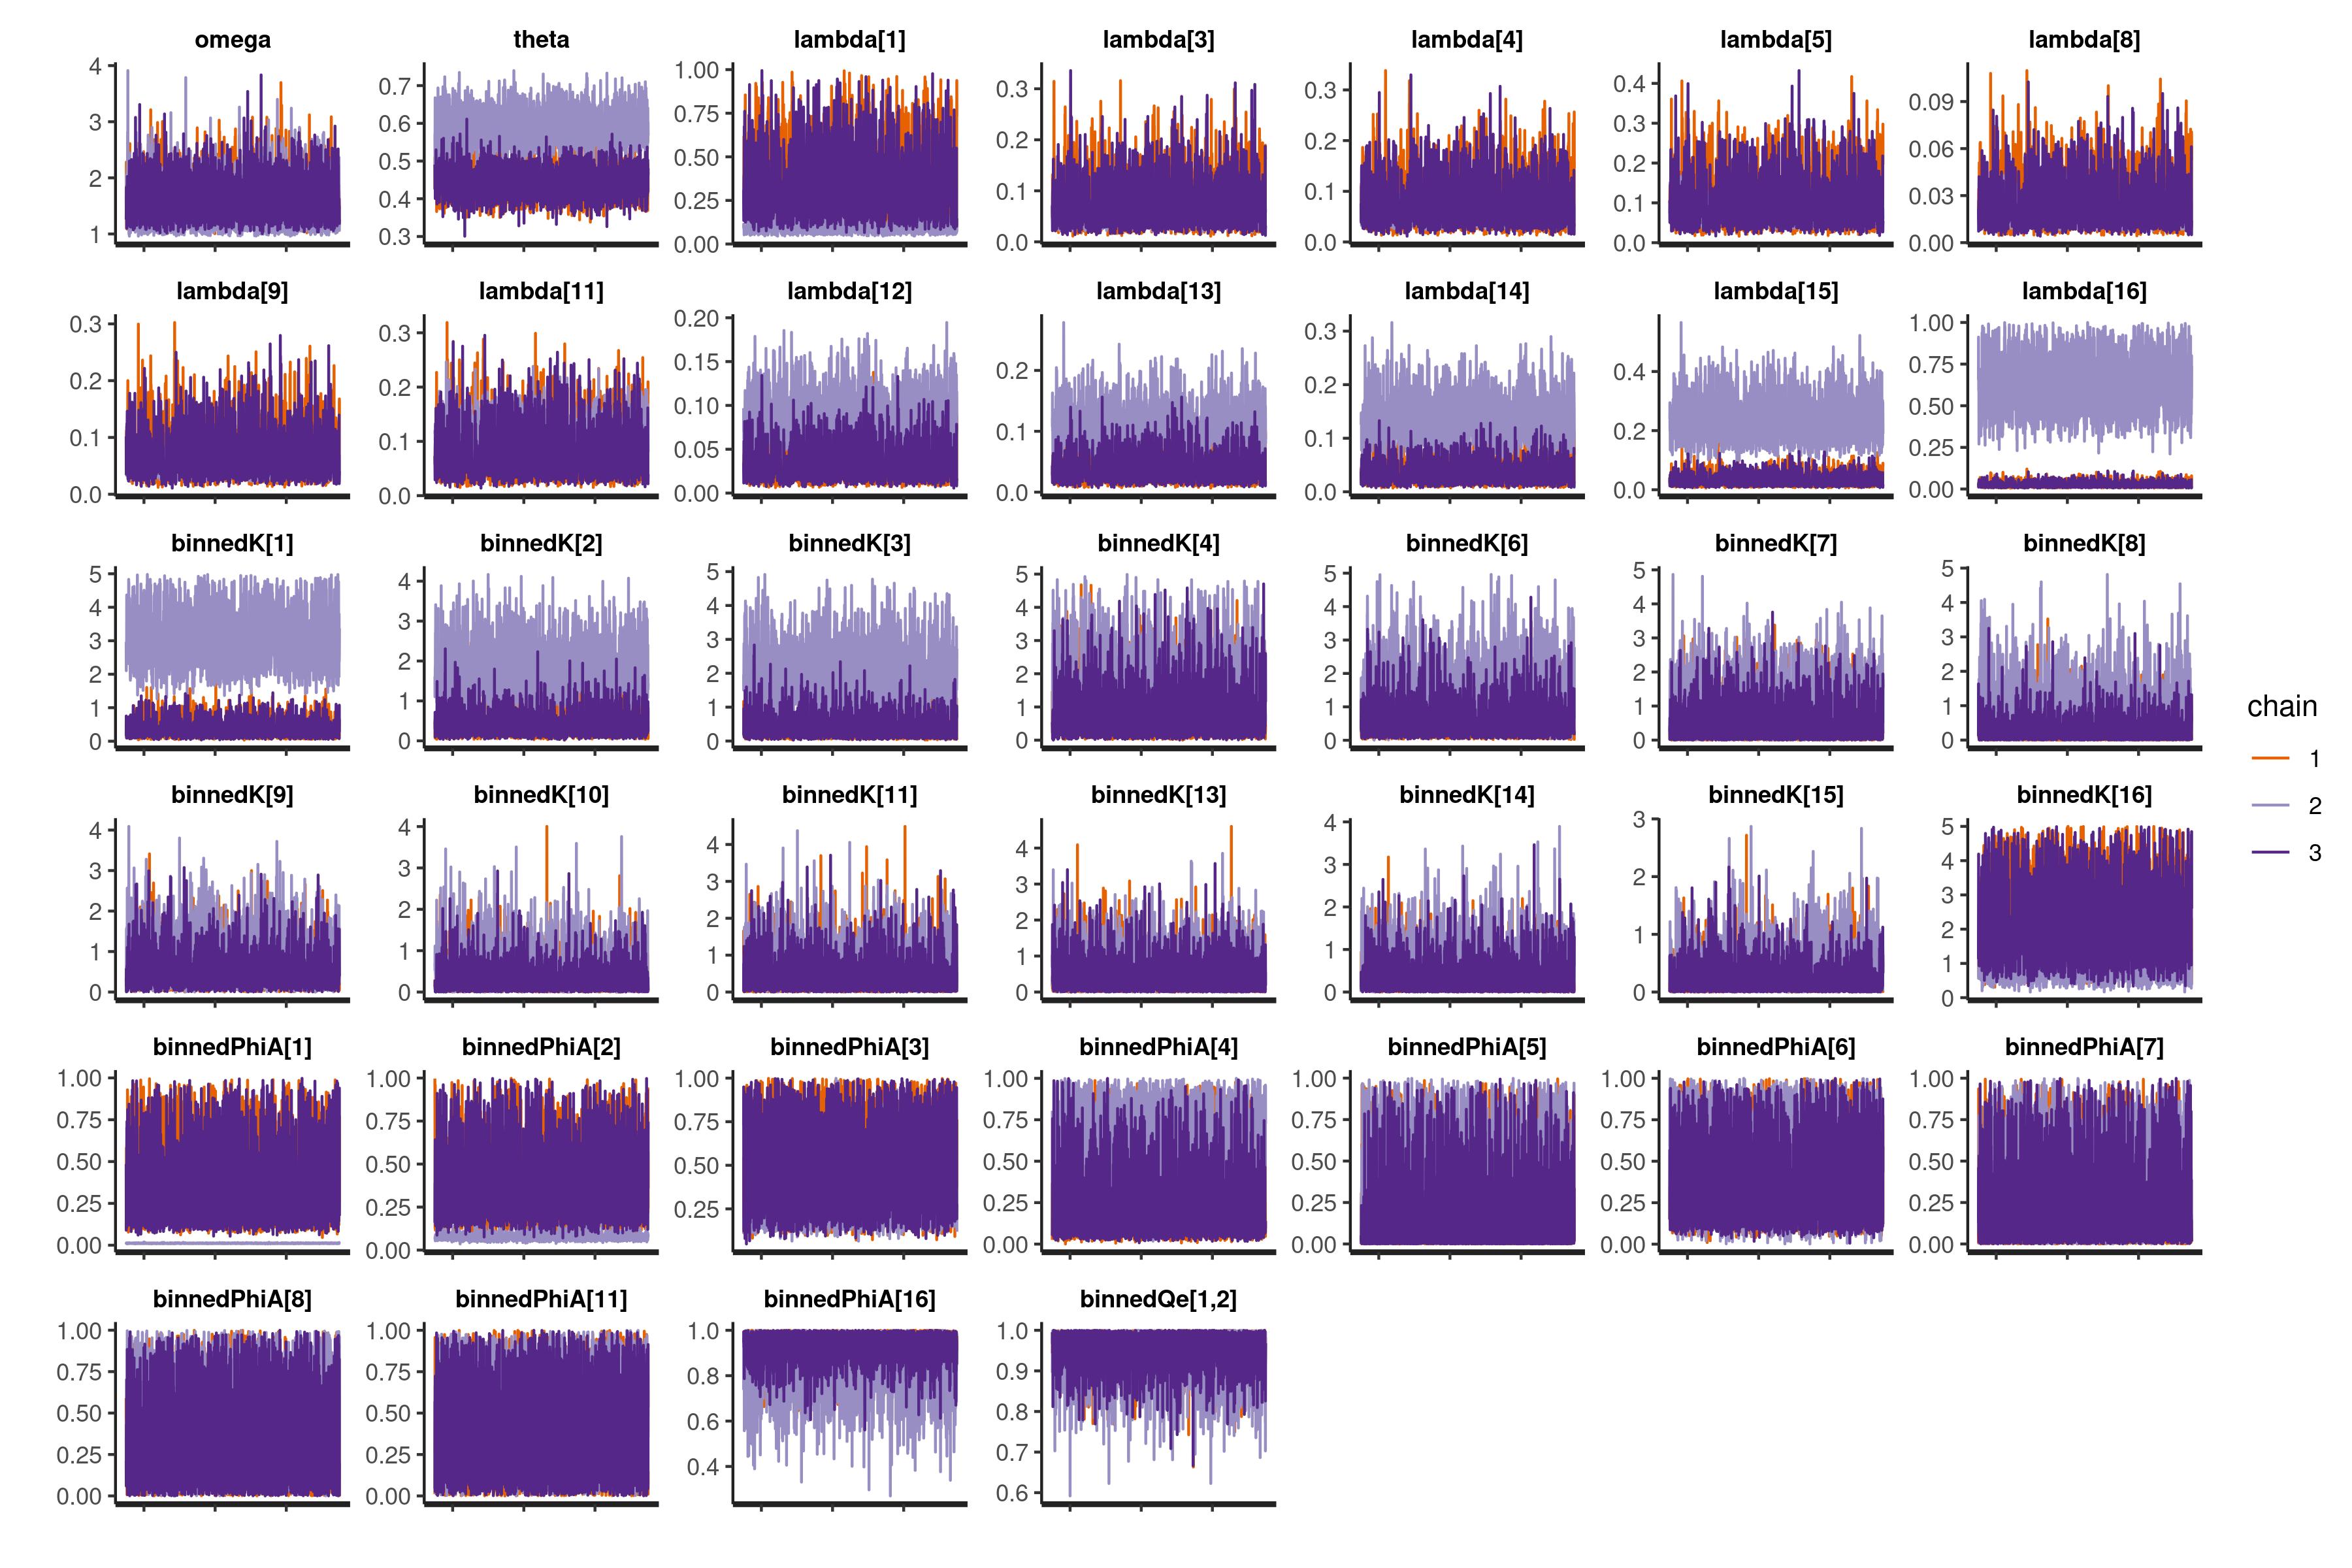 omega theta lambda[1] lambda[3] lambda[4] lambda[5] lambda[8]
4 3 2 1
0.7 0.6 0.5 0.4 0.3
1.00 0.75 0.50 0.25 0.00
0.3 0.2 0.1 0.0
0.3 0.2 0.1 0.0
0.4 0.3 0.2 0.1 0.0
0.09 0.06 0.03 0.00
lambda[9] lambda[11] lambda[12] lambda[13] lambda[14] lambda[15] lambda[16]
0.3 0.2 0.1 0.0
0.3 0.2 0.1 0.0
0.20 0.15 0.10 0.05 0.00
0.2 0.1 0.0
0.3 0.2 0.1 0.0
0.4 0.2 0.0
1.00 0.75 0.50 0.25 0.00
binnedK[1] binnedK[2] binnedK[3] binnedK[4] binnedK[6] binnedK[7] binnedK[8]
5 4 3 2 1 0
4 3 2 1 0
5 4 3 2 1 0
5 4 3 2 1 0
5 4 3 2 1 0
5 4 3 2 1 0
5 4 3 2 1 0
chain
1
2
3
binnedK[9] binnedK[10] binnedK[11] binnedK[13] binnedK[14] binnedK[15] binnedK[16]
4 3 2 1 0
4 3 2 1 0
4 3 2 1 0
4 3 2 1 0
4 3 2 1 0
3 2 1 0
5 4 3 2 1 0
binnedPhiA[1] binnedPhiA[2] binnedPhiA[3] binnedPhiA[4] binnedPhiA[5] binnedPhiA[6] binnedPhiA[7]
1.00 0.75 0.50 0.25 0.00
1.00 0.75 0.50 0.25 0.00
1.00 0.75 0.50 0.25
1.00 0.75 0.50 0.25 0.00
1.00 0.75 0.50 0.25 0.00
1.00 0.75 0.50 0.25 0.00
1.00 0.75 0.50 0.25 0.00
binnedPhiA[8] binnedPhiA[11] binnedPhiA[16] binnedQe[1,2]
1.00 0.75 0.50 0.25 0.00
1.00 0.75 0.50 0.25 0.00
1.0 0.8 0.6 0.4
1.0 0.9 0.8 0.7 0.6